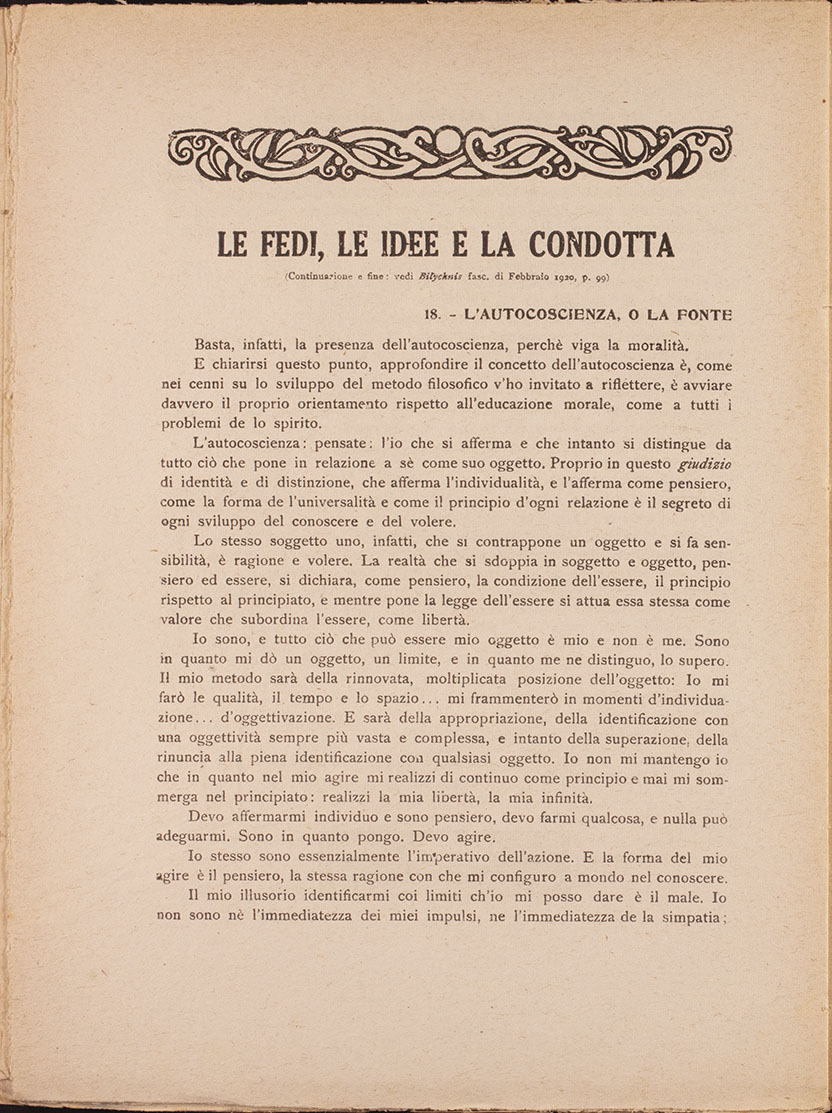 LE FEDI, LE IDEE E LA CONDOTTA
(Continuazione e fine: vedi Bilychnis fasc. di Febbraio 1920, p. 99)
18. - L'AUTOCOSCIENZA, O LA FONTE
Basta, infatti, la presenza dell'autocoscienza, perchè viga la moralità.
E chiarirsi questo punto, approfondire il concetto dell'autocoscienza è, come
nei cenni su lo sviluppo del metodo filosofico v'ho invitato a riflettere, è avviare
davvero il proprio orientamento rispetto all'educazione morale, come a tutti i
problemi de lo spirito.
L'autocoscienza: pensate: l'io che si afferma e che intanto si distingue da
tutto ciò che pone in relazione a sè come suo oggetto. Proprio in questo giudizio
di identità e di distinzione, che afferma l'individualità, e l'afferma come pensiero,
come la forma de l'universalità e come il principio d'ogni relazione è il segreto di
ogni sviluppo del conoscere e del volere.
Lo stesso soggetto uno, infatti, che si contrappone un oggetto e si fa sen-
sibilità, è ragione e volere. La realtà che si sdoppia in soggetto e oggetto, pen-
siero ed essere, si dichiara, come pensiero, la condizione dell'essere, il principio
rispetto al principiato, e mentre pone la legge dell'essere si attua essa stessa come
valore che subordina l'essere, come libertà.
Io sono, e tutto ciò che può essere mio oggetto è mio e non è me. Sono
in quanto mi dò un oggetto, un limite, e in quanto me ne distinguo, lo supero.
Il mio metodo sarà della rinnovata, moltiplicata posizione dell'oggetto: Io mi
farò le qualità, il tempo e lo spazio... mi frammenterò in momenti d'individua-
zione... d'oggettivazione. E sarà della appropriazione, della identificazione con
una oggettività sempre più vasta e complessa, e intanto della superazione, della
rinuncia alla piena identificazione con qualsiasi oggetto. Io non mi mantengo io
che in quanto nel mio agire mi realizzi di continuo come principio e mai mi som-
merga nel principiato: realizzi la mia libertà, la mia infinità.
Devo affermarmi individuo e sono pensiero, devo farmi qualcosa, e nulla può
adeguarmi. Sono in quanto pongo. Devo agire.
Io stesso sono essenzialmente l'imperativo dell'azione. E la forma del mio
agire è il pensiero, la stessa ragione con che mi configuro a mondo nel conoscere.
Il mio illusorio identificarmi coi limiti ch'io mi posso dare è il male. Io
non sono nè l'immediatezza dei miei impulsi, ne l'immediatezza de la simpatia;